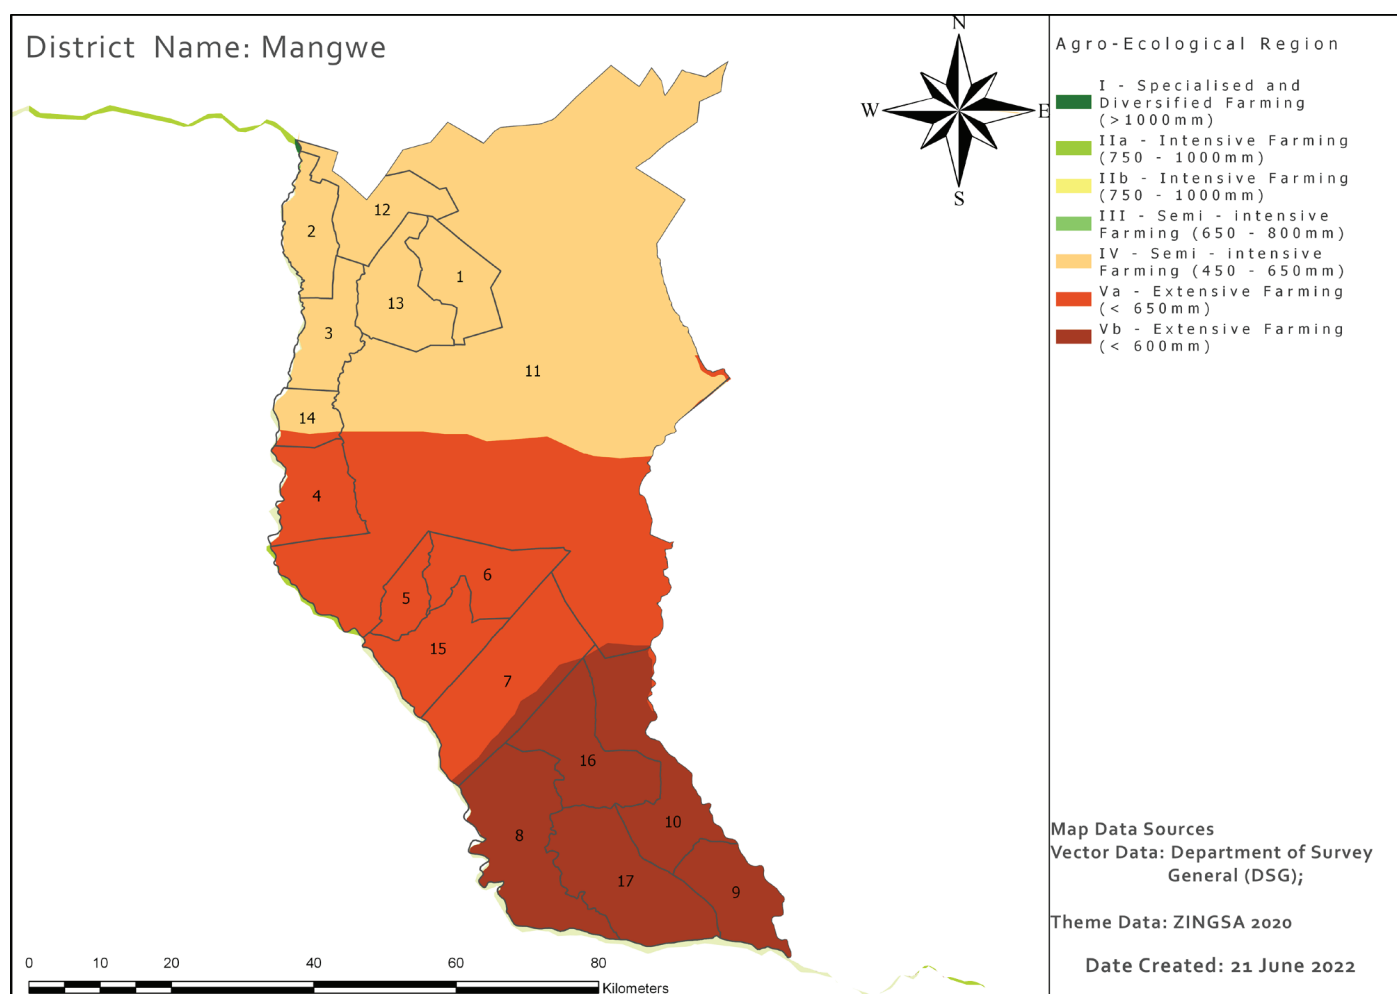 District Name: Mangwe
N
W
E
S
Agro-Ecological Region
I - Specialised and
Diversified Farming
(>1000mm)
IIa - Intensive Farming
(750 - 1000mm)
IIb - Intensive Farming
(750 - 1000mm)
III - Semi - intensive
Farming (650 - 800mm)
IV - Semi - intensive
Farming (450 - 650mm)
Va - Extensive Farming
(< 650mm)
Vb - Extensive Farming
(< 600mm)
12
2
1
13
3
11
14
4
6
5
15
7
16
10
8
17
9
Map Data Sources
Vector Data: Department of Survey
General (DSG);
Theme Data: ZINGSA 2020
Date Created: 21 June 2022
0 10 20 40 60 80
Kilometers